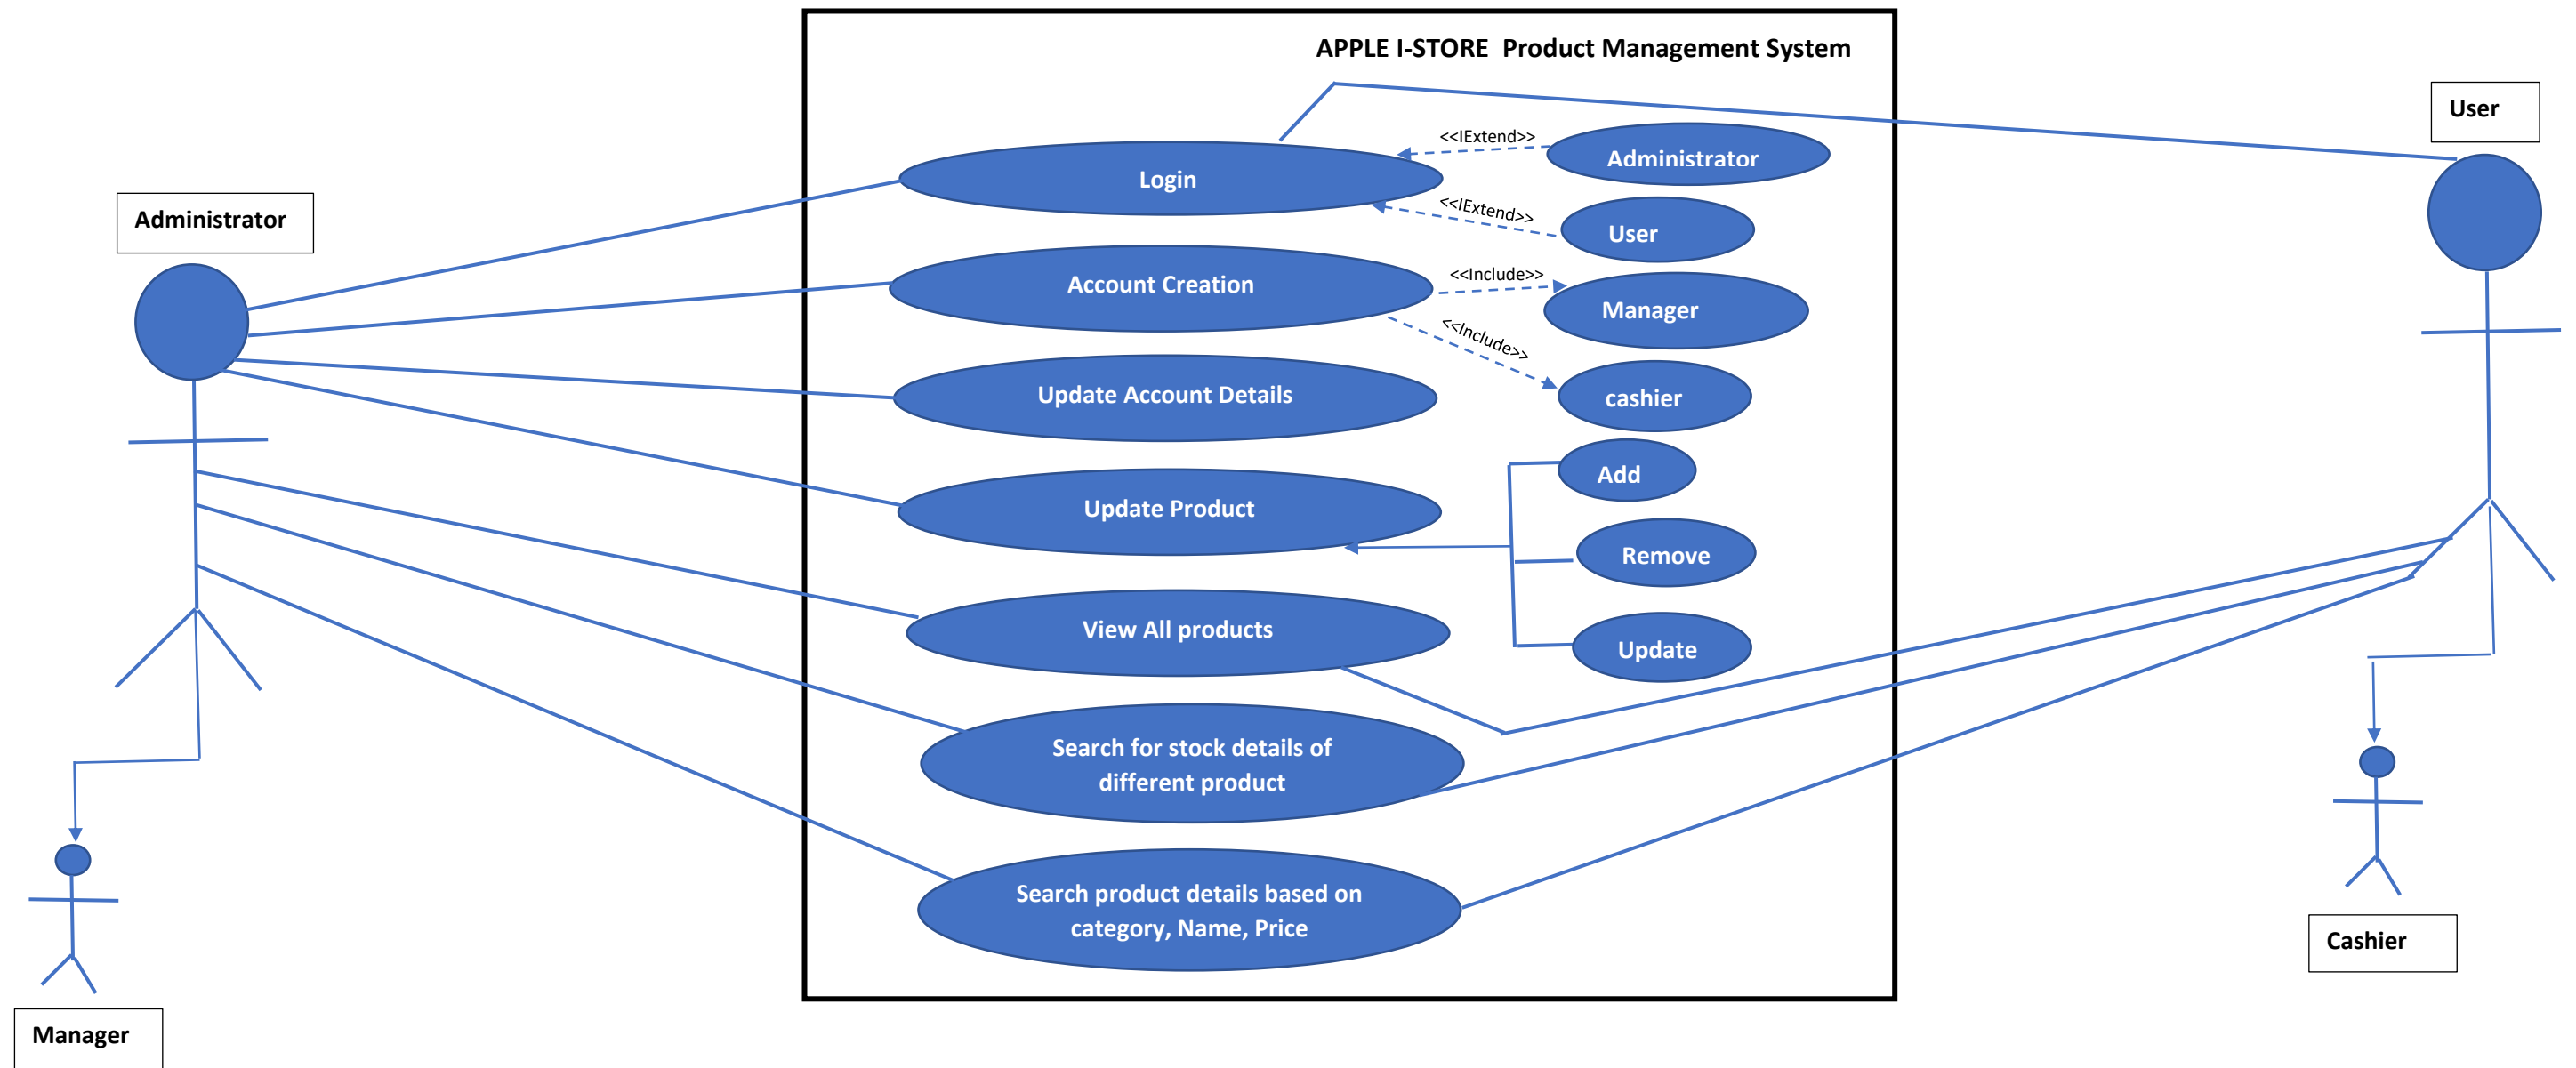 APPLE I-STORE  Product Management System
User
Administrator
<<IExtend>>
Administrator
Login
<<IExtend>>
User
Account Creation
<<Include>>
Manager
<<Include>>
cashier
Update Account Details
Add
Update Product
Remove
View All products
Update
Search for stock details of
different product
Search product details based on
category, Name, Price
Cashier
Manager